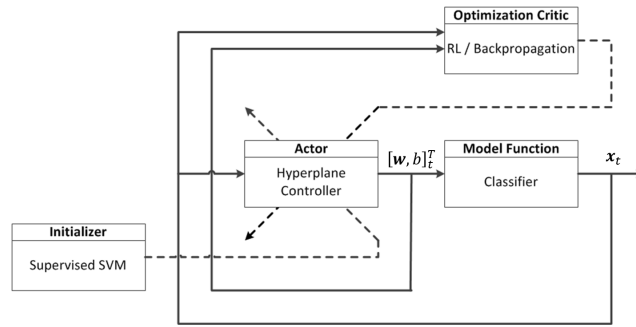 Optimization Critic
RL / Backpropagation
Actor
Hyperplane
Controller
[w, b]ₜᵀ
Model Function
Classifier
xₜ
Initializer
Supervised SVM